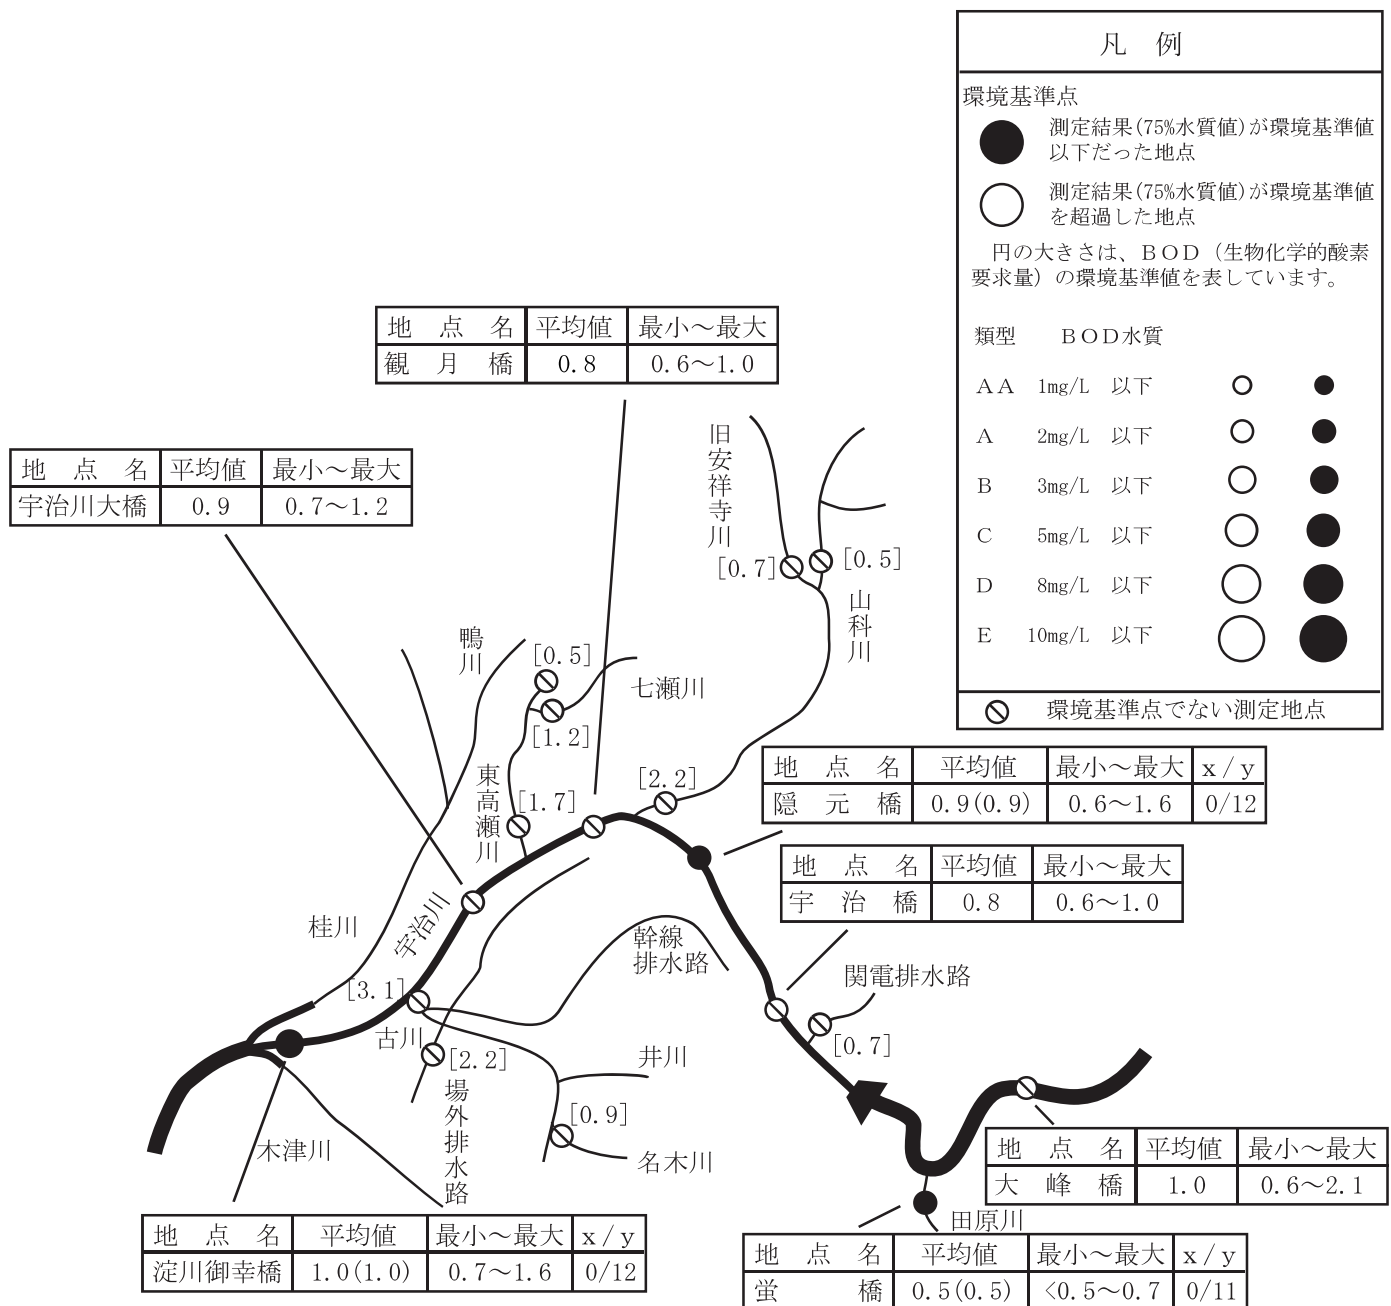 凡 例
環境基準点
測定結果(75%水質値)が環境基準値
以下だった地点
測定結果(75%水質値)が環境基準値
を超過した地点
円の大きさは、BOD(生物化学的酸素
要求量)の環境基準値を表しています。
類型 BOD水質
AA 1mg/L 以下
A 2mg/L 以下
B 3mg/L 以下
C 5mg/L 以下
D 8mg/L 以下
E 10mg/L 以下
環境基準点でない測定地点
地 点 名 平均値 最小～最大
観 月 橋 0.8 0.6～1.0
地 点 名 平均値 最小～最大
宇治川大橋 0.9 0.7～1.2
旧安祥寺川
[0.7]
[0.5]
山科川
鴨川
[0.5]
七瀬川
[1.2]
東高瀬川
[1.7]
[2.2]
地 点 名 平均値 最小～最大 x/y
隠 元 橋 0.9(0.9) 0.6～1.6 0/12
地 点 名 平均値 最小～最大
宇 治 橋 0.8 0.6～1.0
桂川
宇治川
幹線
排水路
関電排水路
[3.1]
古川
[0.7]
[2.2]
井川
場外排水路
[0.9]
名木川
木津川
地 点 名 平均値 最小～最大
大 峰 橋 1.0 0.6～2.1
田原川
地 点 名 平均値 最小～最大 x/y
淀川御幸橋 1.0(1.0) 0.7～1.6 0/12
地 点 名 平均値 最小～最大 x/y
蛍 橋 0.5(0.5) <0.5～0.7 0/11